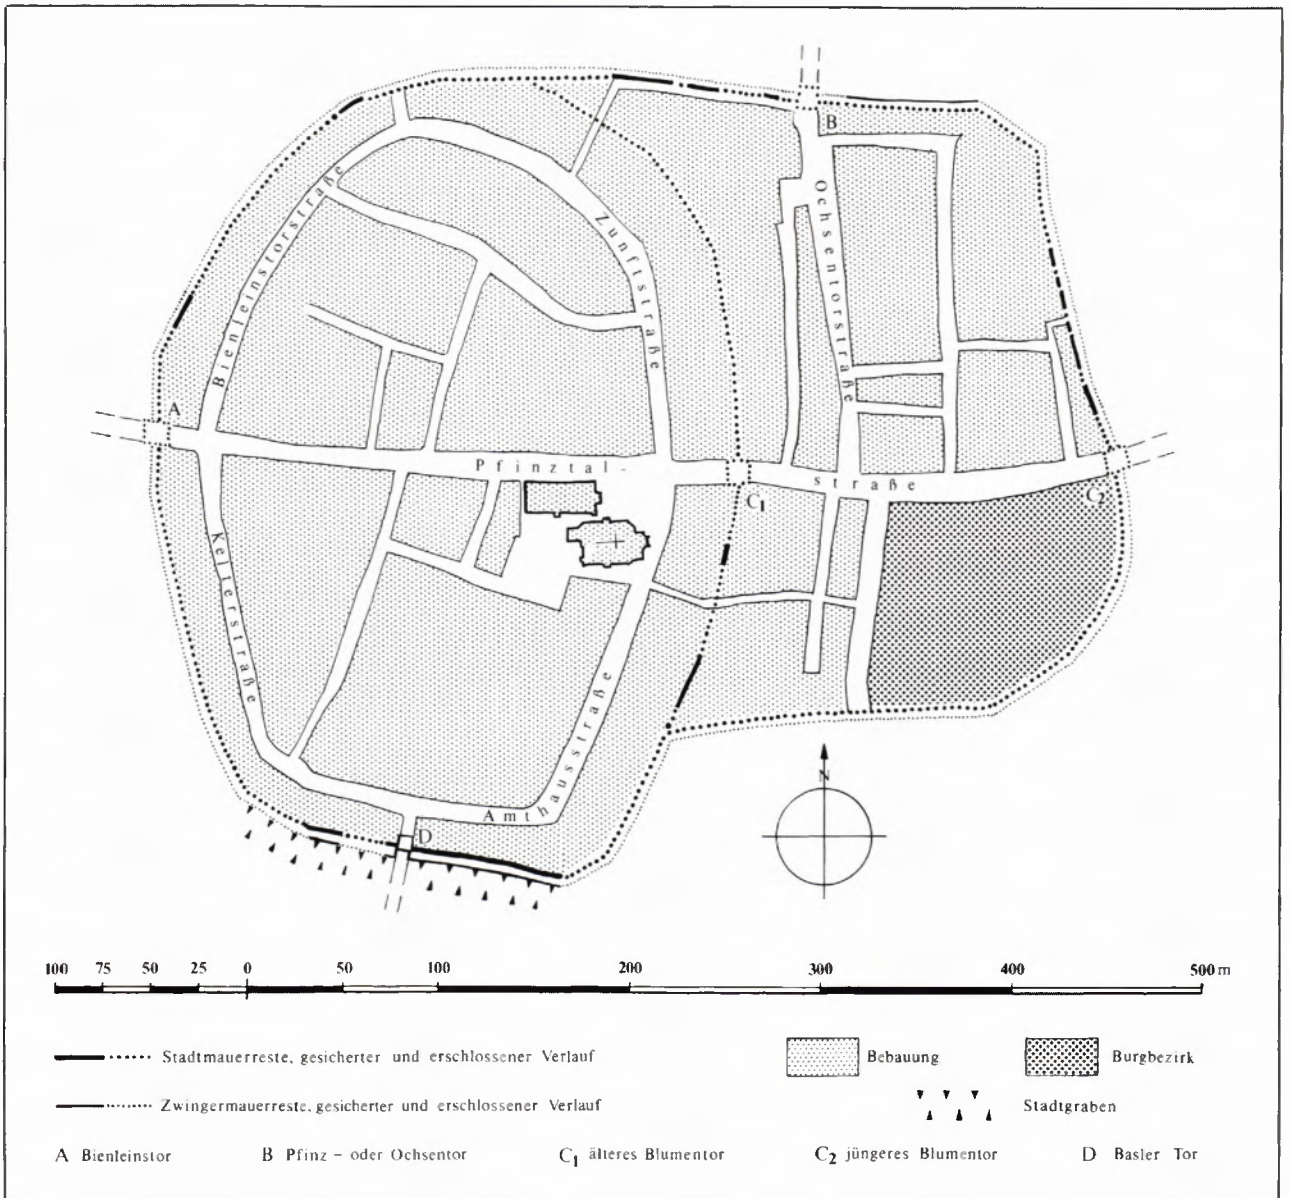 B
Ochsentorstraße
Zunftstraße
Bienleinstorstraße
A
Pfinztal-
straße
C1
C2
Kelterstraße
Amthausstraße
D
N
100 75 50 25 0 50 100 200 300 400 500 m
Stadtmauerreste, gesicherter und erschlossener Verlauf
Bebauung
Burgbezirk
Zwingermauerreste, gesicherter und erschlossener Verlauf
Stadtgraben
A Bienleinstor B Pfinz - oder Ochsentor C1 älteres Blumentor C2 jüngeres Blumentor D Basler Tor